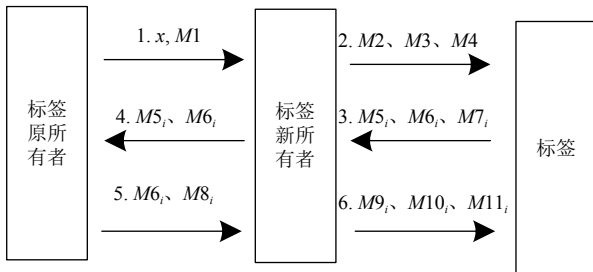 1. x, M1
2. M2、M3、M4
标签
原所
有者
标签
新所
有者
标签
4. M5i、M6i
3. M5i、M6i、M7i
5. M6i、M8i
6. M9i、M10i、M11i